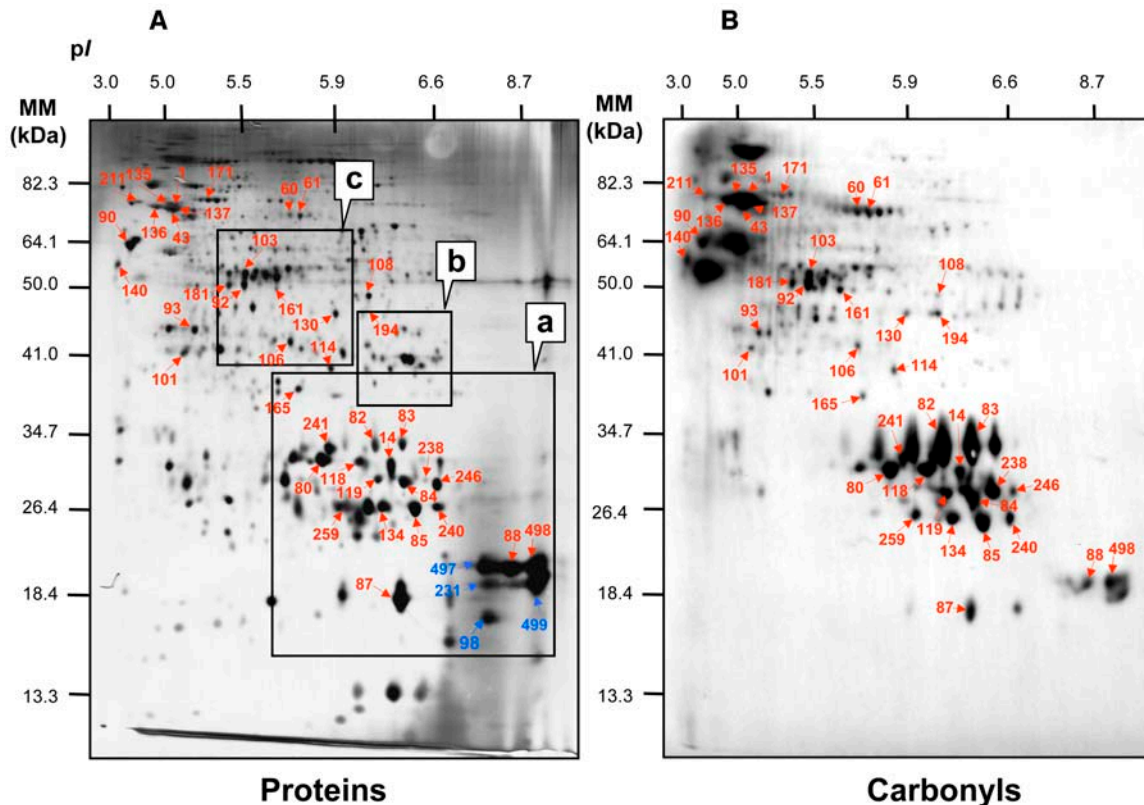 A
B
pI
3.0 5.0 5.5 5.9 6.6 8.7
3.0 5.0 5.5 5.9 6.6 8.7
MM
(kDa)
MM
(kDa)
82.3
64.1
50.0
41.0
34.7
26.4
18.4
13.3
211 135 1 171
90
136 43 137
60 61
c
103
140
181 92 161
108
b
93
130
194
a
101
106 114
165
241 82 83
14
238
80 118
246
119 84
259 134 85 240
497 88 498
87
231
98 499
82.3
64.1
50.0
41.0
34.7
26.4
18.4
13.3
211 135 1 171
90 136 43 137
60 61
140
103
181 92 161
108
93
130 194
101
106
114
165
241 82 14 83
238
80 118
246
119 84
259 134 85 240
88 498
87
Proteins
Carbonyls